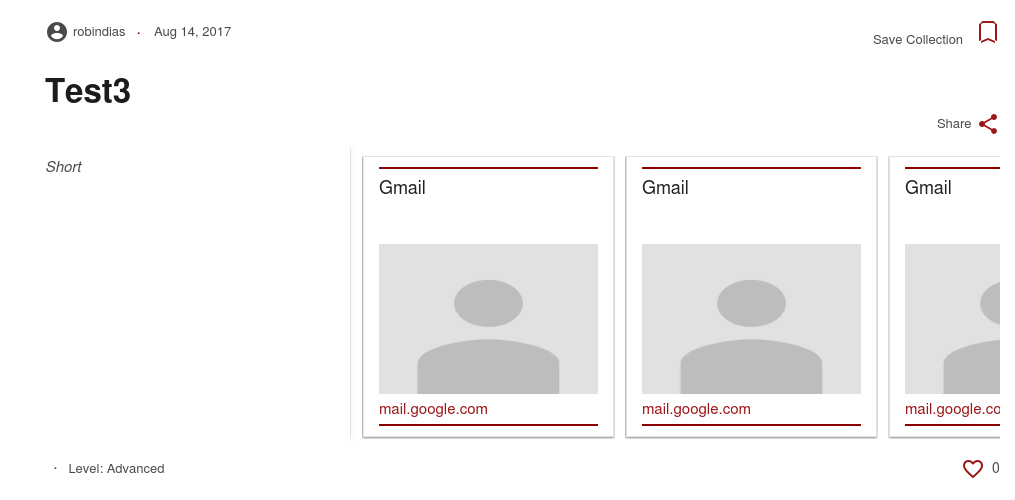 robindias · Aug 14, 2017
Save Collection
Test3
Share
Short
Gmail Gmail Gmail
mail.google.com mail.google.com mail.google.co
· Level: Advanced
0